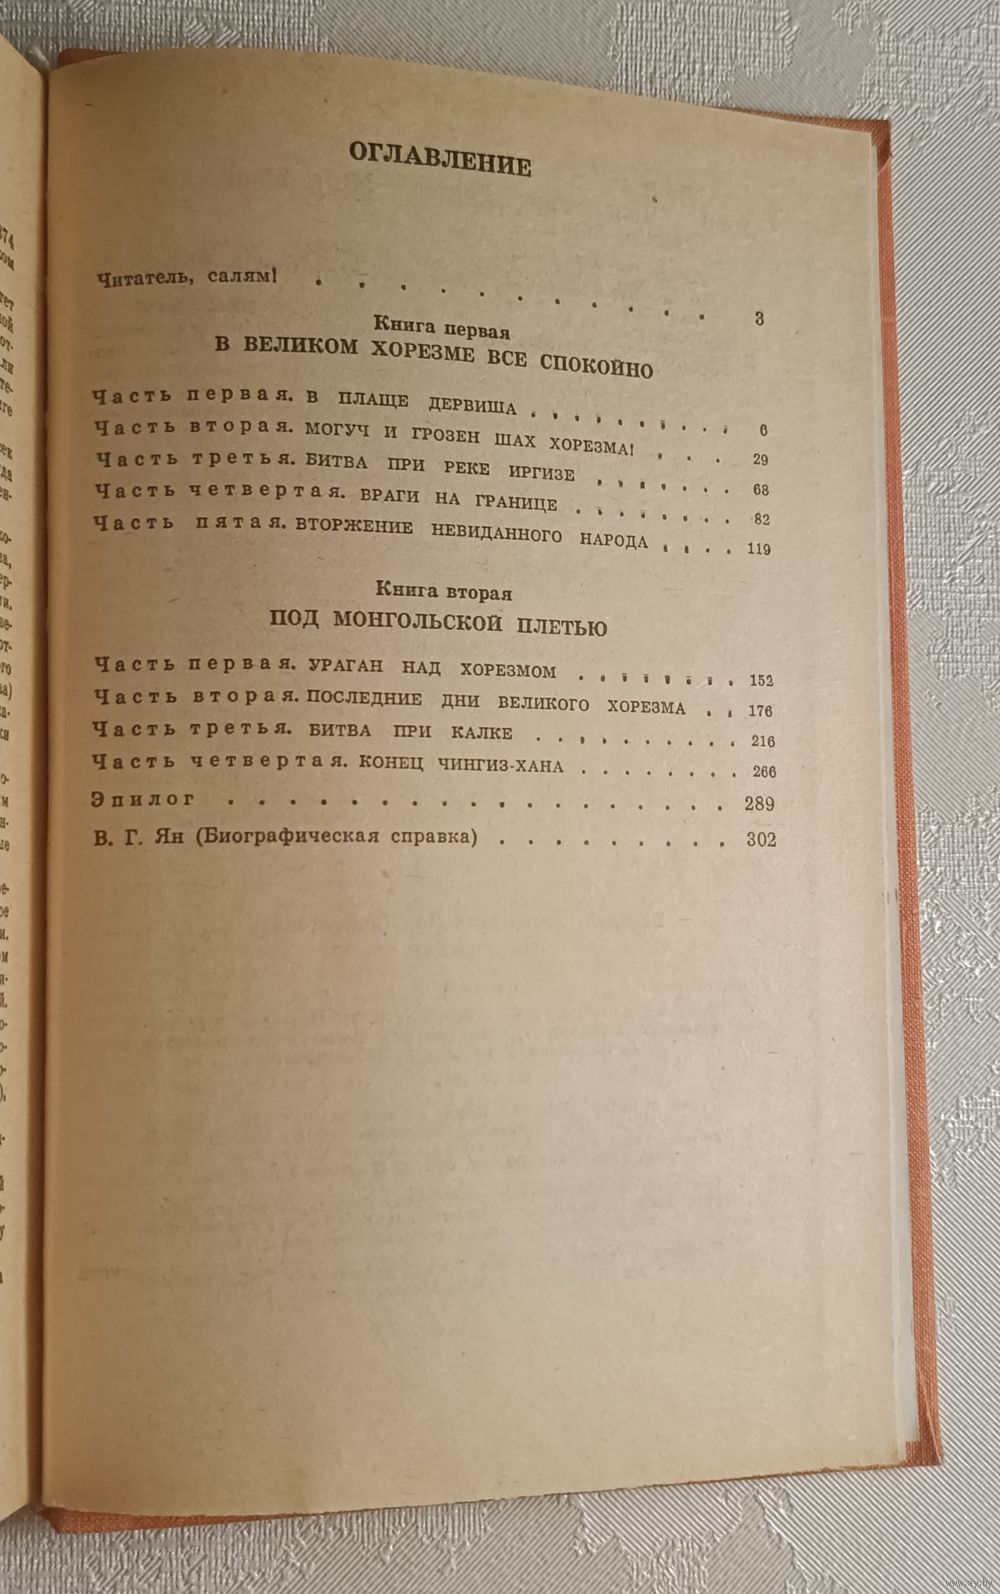 ОГЛАВЛЕНИЕ
Читатель, салям! . . . . . . . . . . 3
Книга первая
В ВЕЛИКОМ ХОРЕЗМЕ ВСЕ СПОКОЙНО
Часть первая. В ПЛАЩЕ ДЕРВИША . . . . . . . . . 6
Часть вторая. МОГУЧ И ГРОЗЕН ШАХ ХОРЕЗМА! . . . 29
Часть третья. БИТВА ПРИ РЕКЕ ИРГИЗЕ . . . . . . . 68
Часть четвертая. ВРАГИ НА ГРАНИЦЕ . . . . . . . . 82
Часть пятая. ВТОРЖЕНИЕ НЕВИДАННОГО НАРОДА . . . . 119
Книга вторая
ПОД МОНГОЛЬСКОЙ ПЛЕТЬЮ
Часть первая. УРАГАН НАД ХОРЕЗМОМ . . . . . . . . 152
Часть вторая. ПОСЛЕДНИЕ ДНИ ВЕЛИКОГО ХОРЕЗМА . . 176
Часть третья. БИТВА ПРИ КАЛКЕ . . . . . . . . . . 216
Часть четвертая. КОНЕЦ ЧИНГИЗ-ХАНА . . . . . . . . 266
Эпилог . . . . . . . . . . . . . . . . . 289
В. Г. Ян (Биографическая справка) . . . . . . . . . 302
www.ay.by